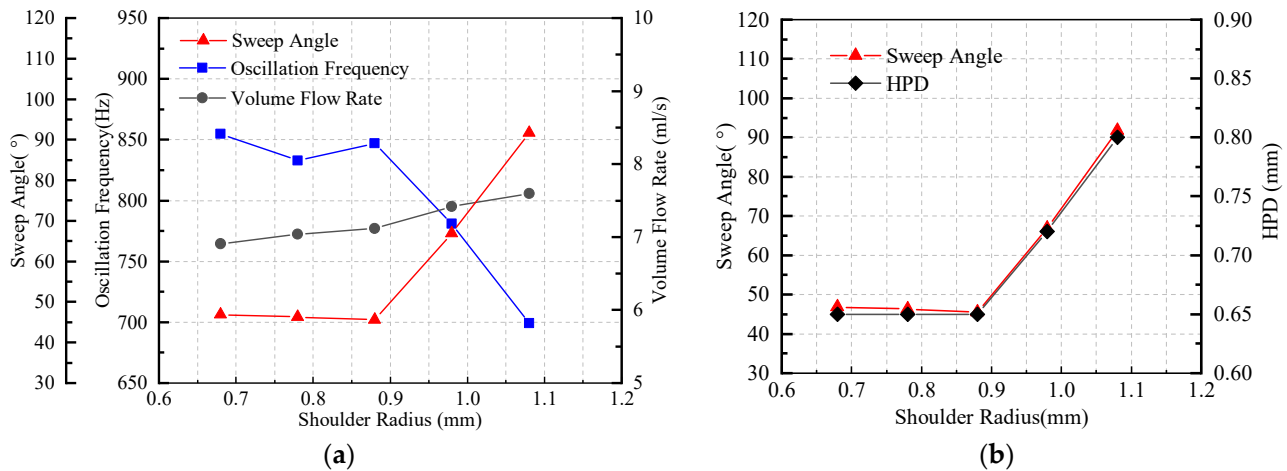 120
110
100
90
80
70
60
50
40
30
Sweep Angle( °)
950
900
850
800
750
700
650
Oscillation Frequency(Hz)
Sweep Angle
Oscillation Frequency
Volume Flow Rate
10
9
8
7
6
5
Volume Flow Rate (ml/s)
0.6 0.7 0.8 0.9 1.0 1.1 1.2
Shoulder Radius (mm)
(a)
120
110
100
90
80
70
60
50
40
30
Sweep Angle( °)
Sweep Angle
HPD
0.90
0.85
0.80
0.75
0.70
0.65
0.60
HPD (mm)
0.6 0.7 0.8 0.9 1.0 1.1 1.2
Shoulder Radius(mm)
(b)